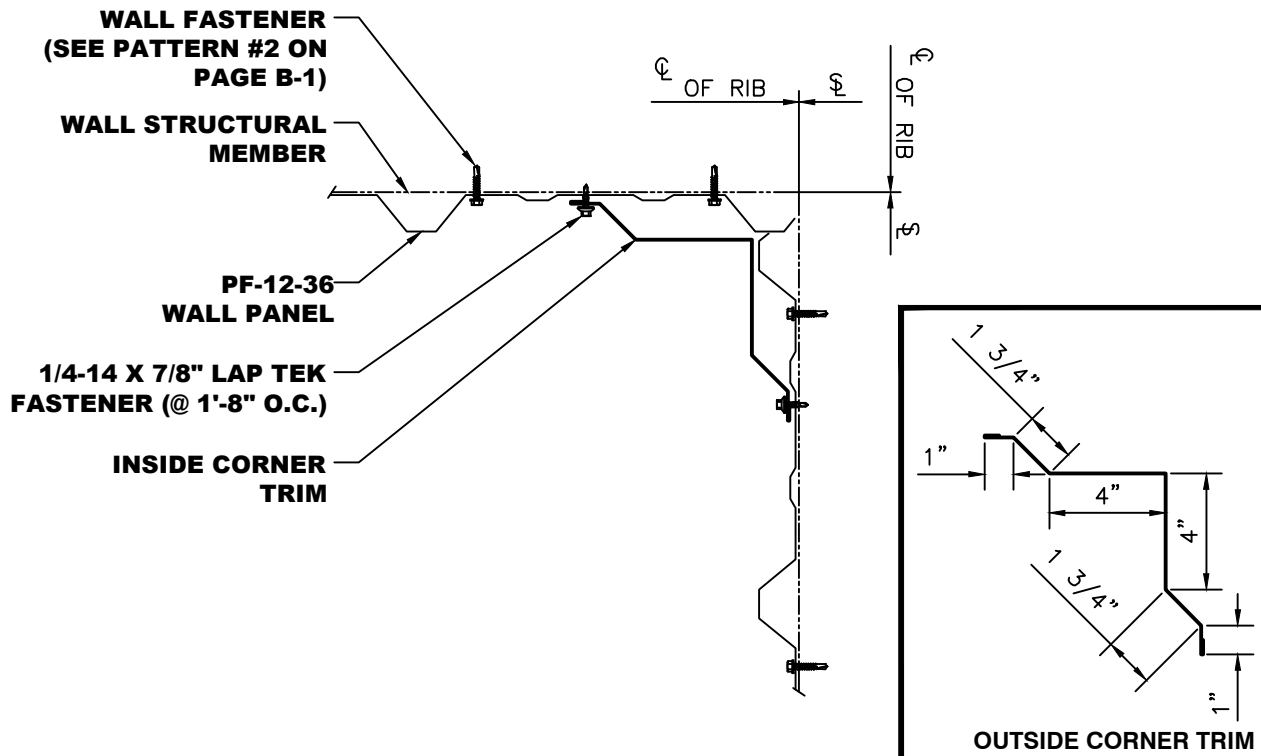 WALL FASTENER
(SEE PATTERN #2 ON
PAGE B-1)
WALL STRUCTURAL
MEMBER
PF-12-36
WALL PANEL
1/4-14 X 7/8" LAP TEK
FASTENER (@ 1'-8" O.C.)
INSIDE CORNER
TRIM
℄ OF RIB
SL
℄ OF RIB
SL
1 3/4"
1"
4"
4"
1 3/4"
1"
OUTSIDE CORNER TRIM